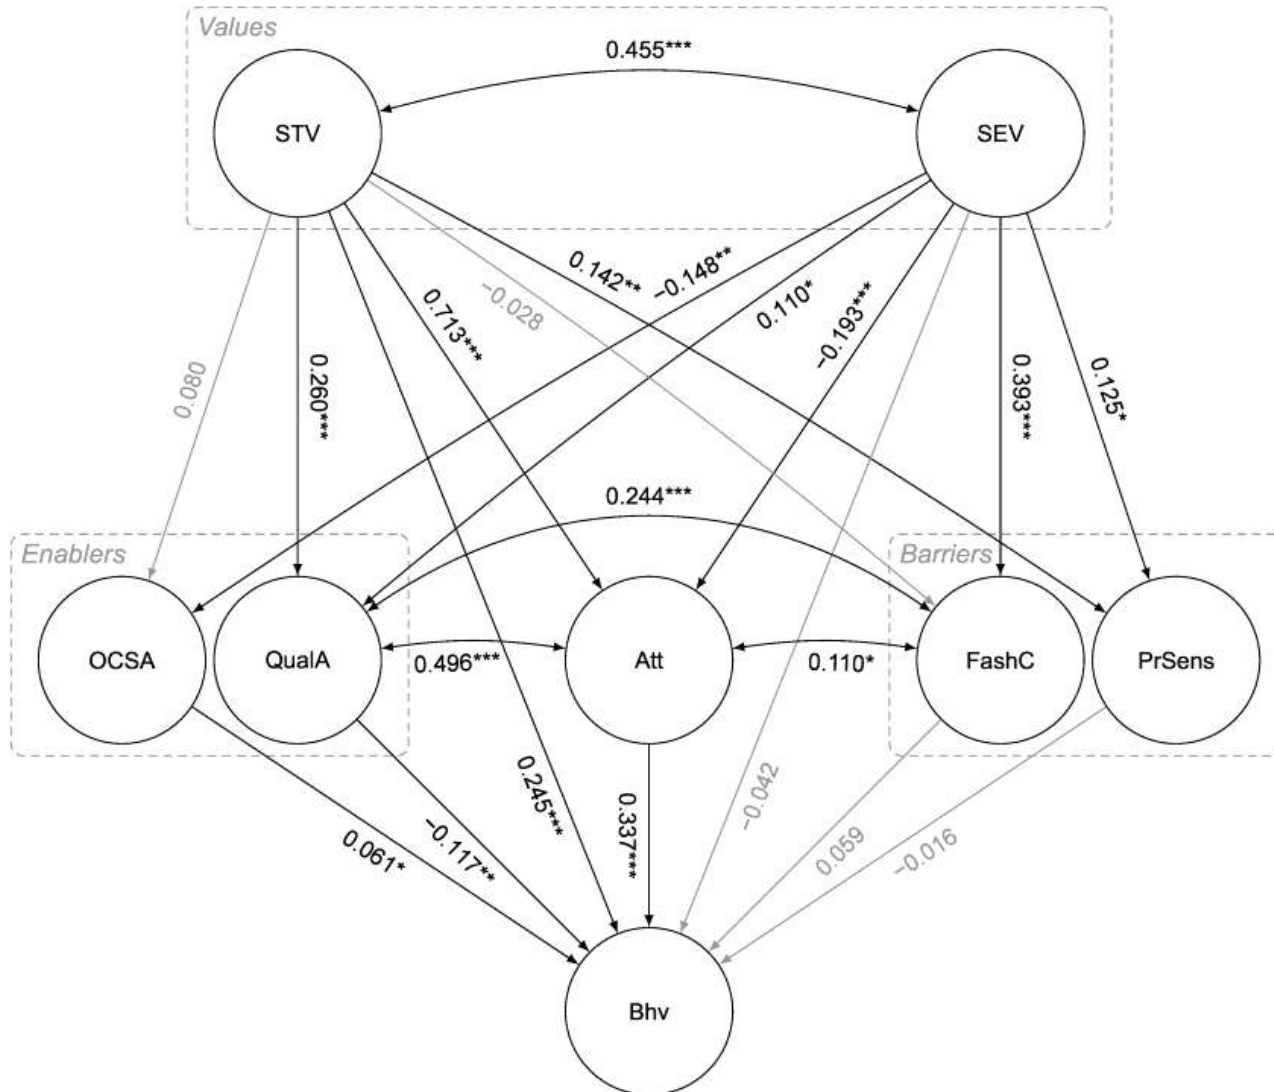 Values
0.455***
STV
SEV
0.142**
−0.148**
−0.028
0.110*
0.713***
−0.193***
0.080
0.260***
0.393***
0.125*
0.244***
Enablers
Barriers
OCSA
QualA
Att
FashC
PrSens
0.496***
0.110*
0.245***
−0.042
0.337***
0.061*
−0.117**
0.059
−0.016
Bhv